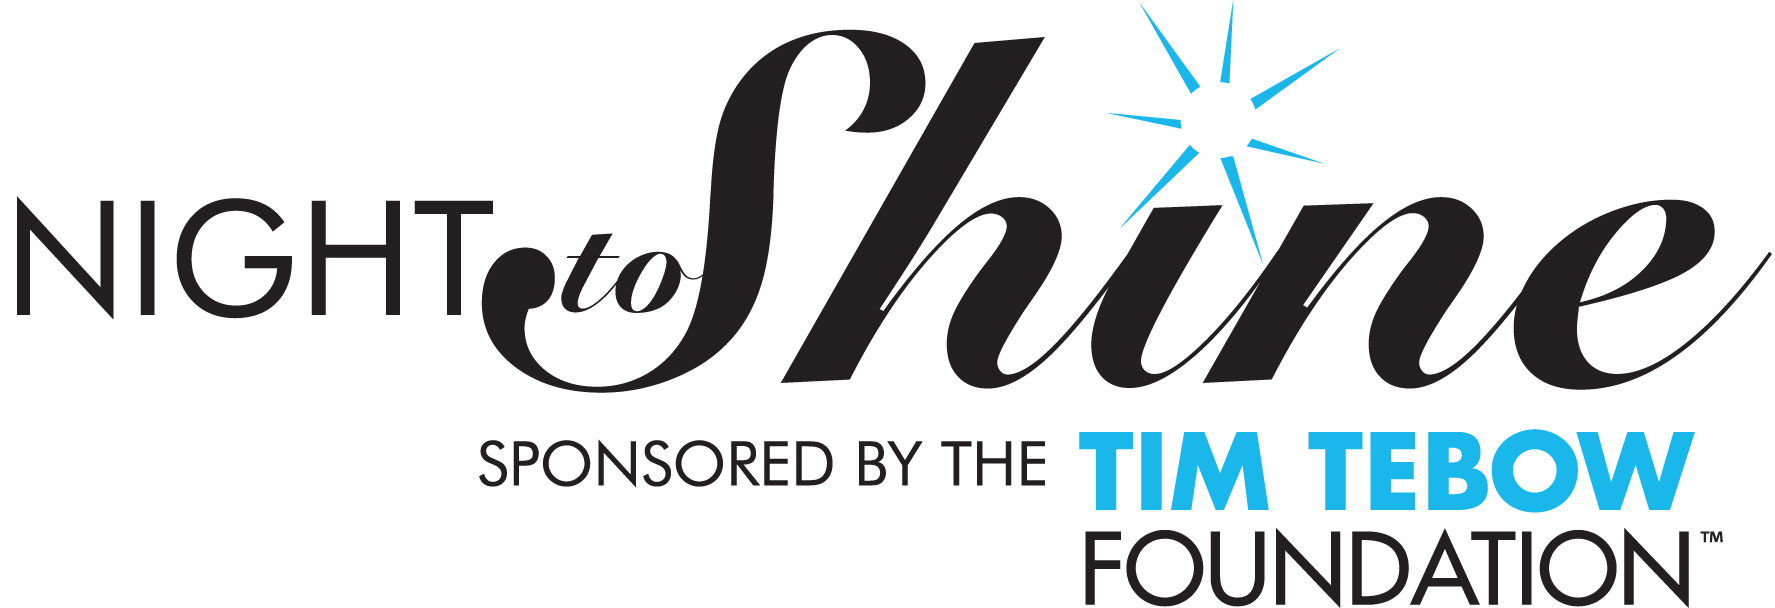 NIGHT to Shine
SPONSORED BY THE TIM TEBOW
FOUNDATION™